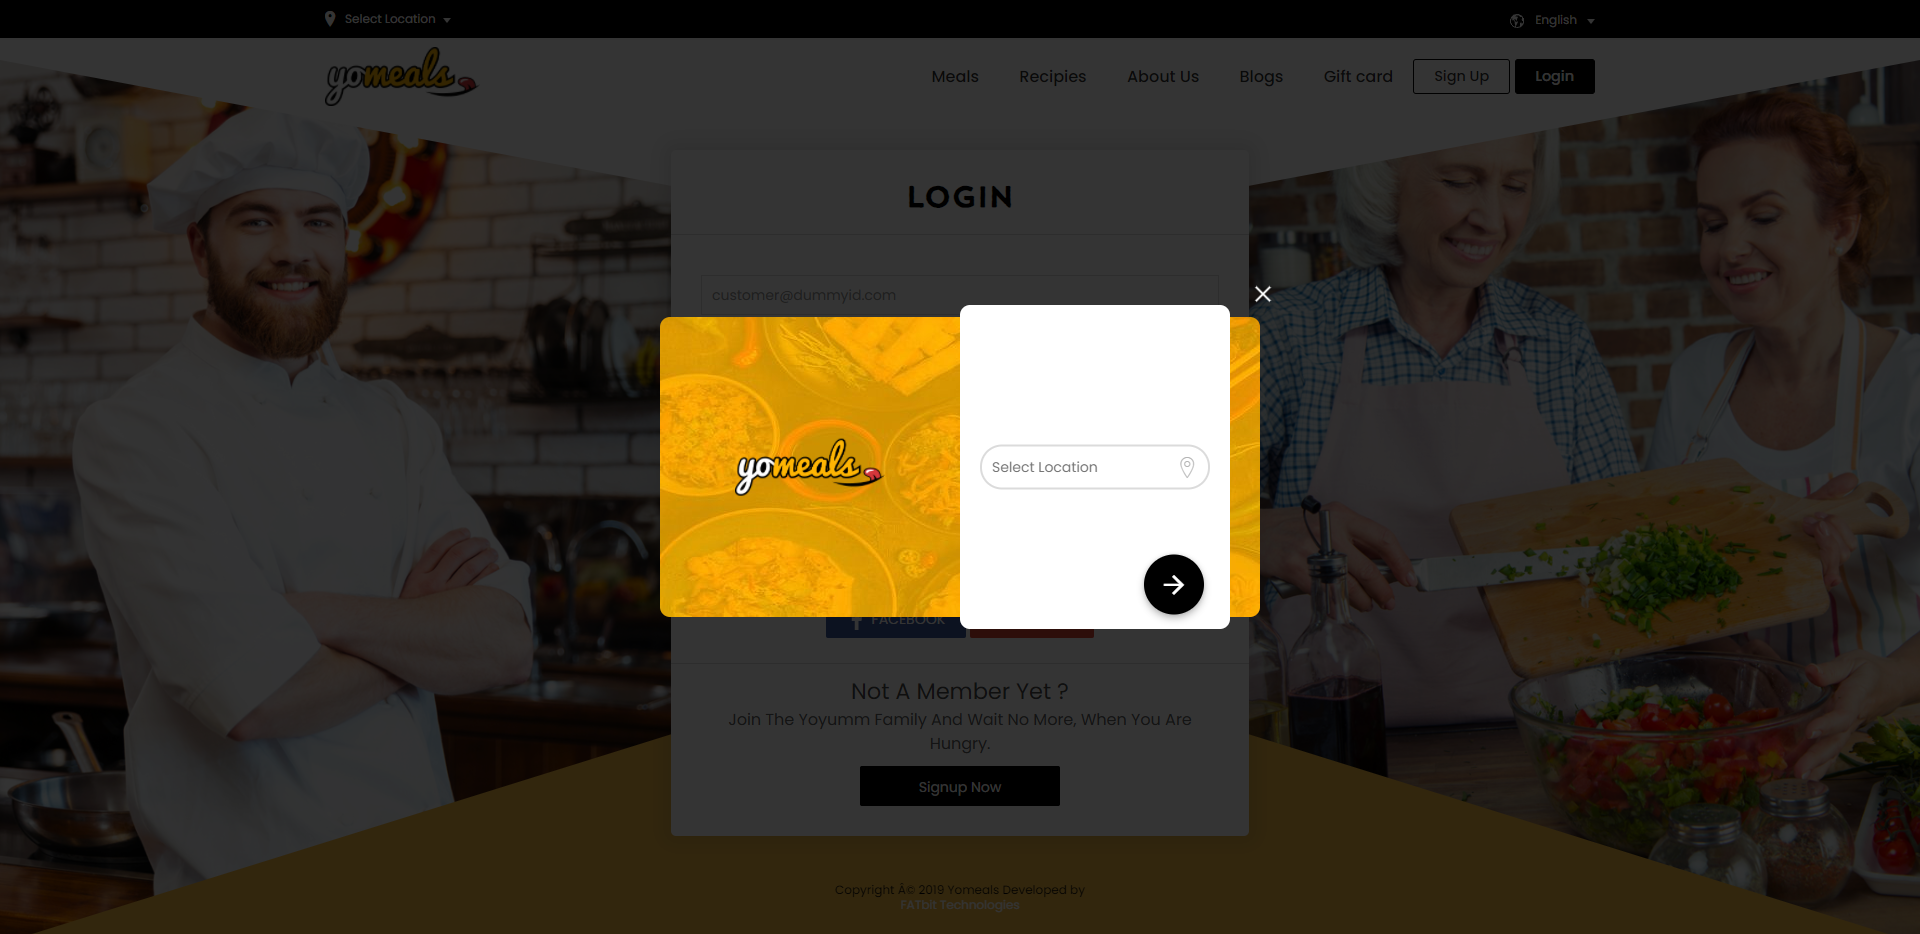 Select Location
English
yomeals
Meals
Recipies
About Us
Blogs
Gift card
Sign Up
Login
LOGIN
customer@dummyid.com
yomeals
Select Location
FACEBOOK
Not A Member Yet ?
Join The Yoyumm Family And Wait No More, When You Are
Hungry.
Signup Now
Copyright Â© 2019 Yomeals Developed by
FATbit Technologies